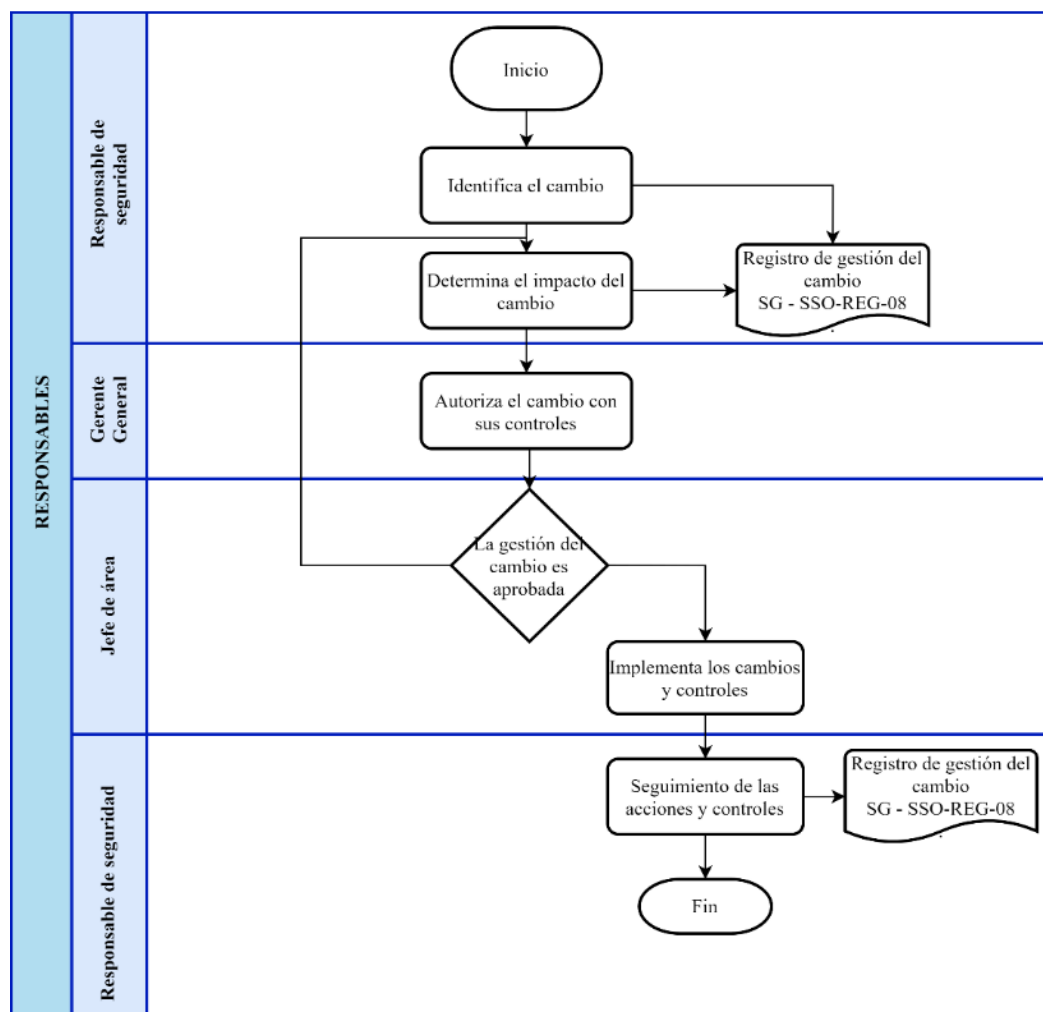 RESPONSABLES
Responsable de
seguridad
Inicio
Identifica el cambio
Determina el impacto del
cambio
Registro de gestión del
cambio
SG - SSO-REG-08
Gerente
General
Autoriza el cambio con
sus controles
Jefe de área
La gestión del
cambio es
aprobada
Implementa los cambios
y controles
Responsable de seguridad
Seguimiento de las
acciones y controles
Registro de gestión del
cambio
SG - SSO-REG-08
Fin